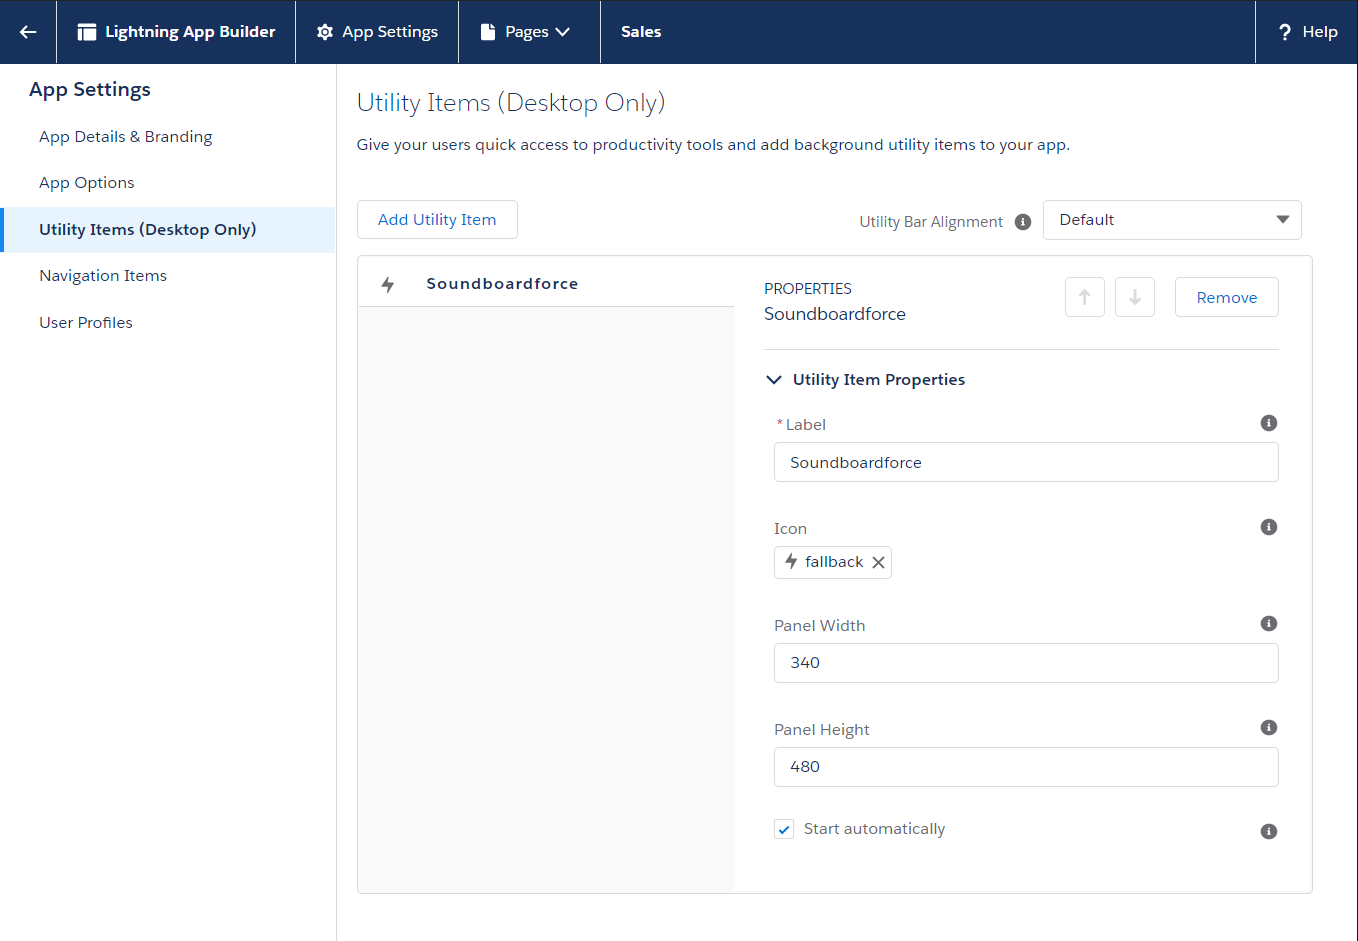 Lightning App Builder
App Settings
Pages
Sales
? Help
App Settings
App Details & Branding
App Options
Utility Items (Desktop Only)
Navigation Items
User Profiles
Utility Items (Desktop Only)
Give your users quick access to productivity tools and add background utility items to your app.
Add Utility Item
Utility Bar Alignment
Default
Soundboardforce
PROPERTIES
Soundboardforce
Remove
Utility Item Properties
* Label
Soundboardforce
Icon
fallback
Panel Width
340
Panel Height
480
Start automatically